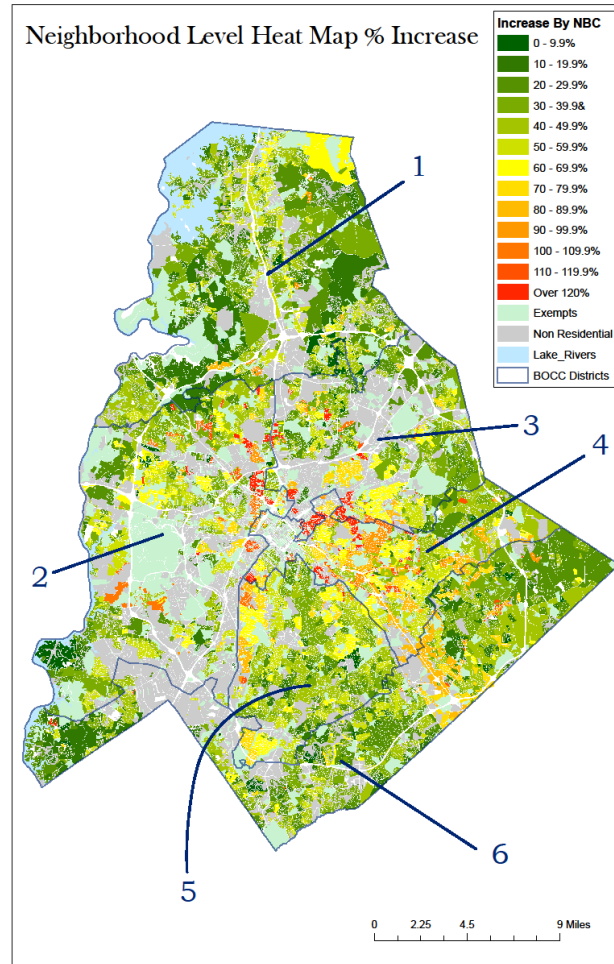 Neighborhood Level Heat Map % Increase
Increase By NBC
0 - 9.9%
10 - 19.9%
20 - 29.9%
30 - 39.9&
40 - 49.9%
50 - 59.9%
60 - 69.9%
70 - 79.9%
80 - 89.9%
90 - 99.9%
100 - 109.9%
110 - 119.9%
Over 120%
Exempts
Non Residential
Lake_Rivers
BOCC Districts
1
3
4
2
5
6
0 2.25 4.5 9 Miles